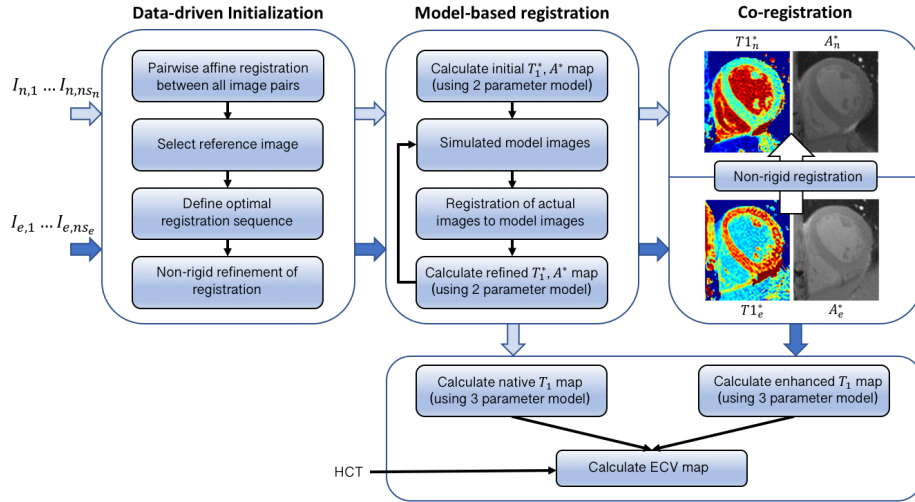 Data-driven Initialization
Model-based registration
Co-registration
I_{n,1} … I_{n,ns_n}
I_{e,1} … I_{e,ns_e}
Pairwise affine registration
between all image pairs
Select reference image
Define optimal
registration sequence
Non-rigid refinement of
registration
Calculate initial T_1^*, A^* map
(using 2 parameter model)
Simulated model images
Registration of actual
images to model images
Calculate refined T_1^*, A^* map
(using 2 parameter model)
T1_n^*
A_n^*
Non-rigid registration
T1_e^*
A_e^*
Calculate native T_1 map
(using 3 parameter model)
Calculate enhanced T_1 map
(using 3 parameter model)
HCT
Calculate ECV map